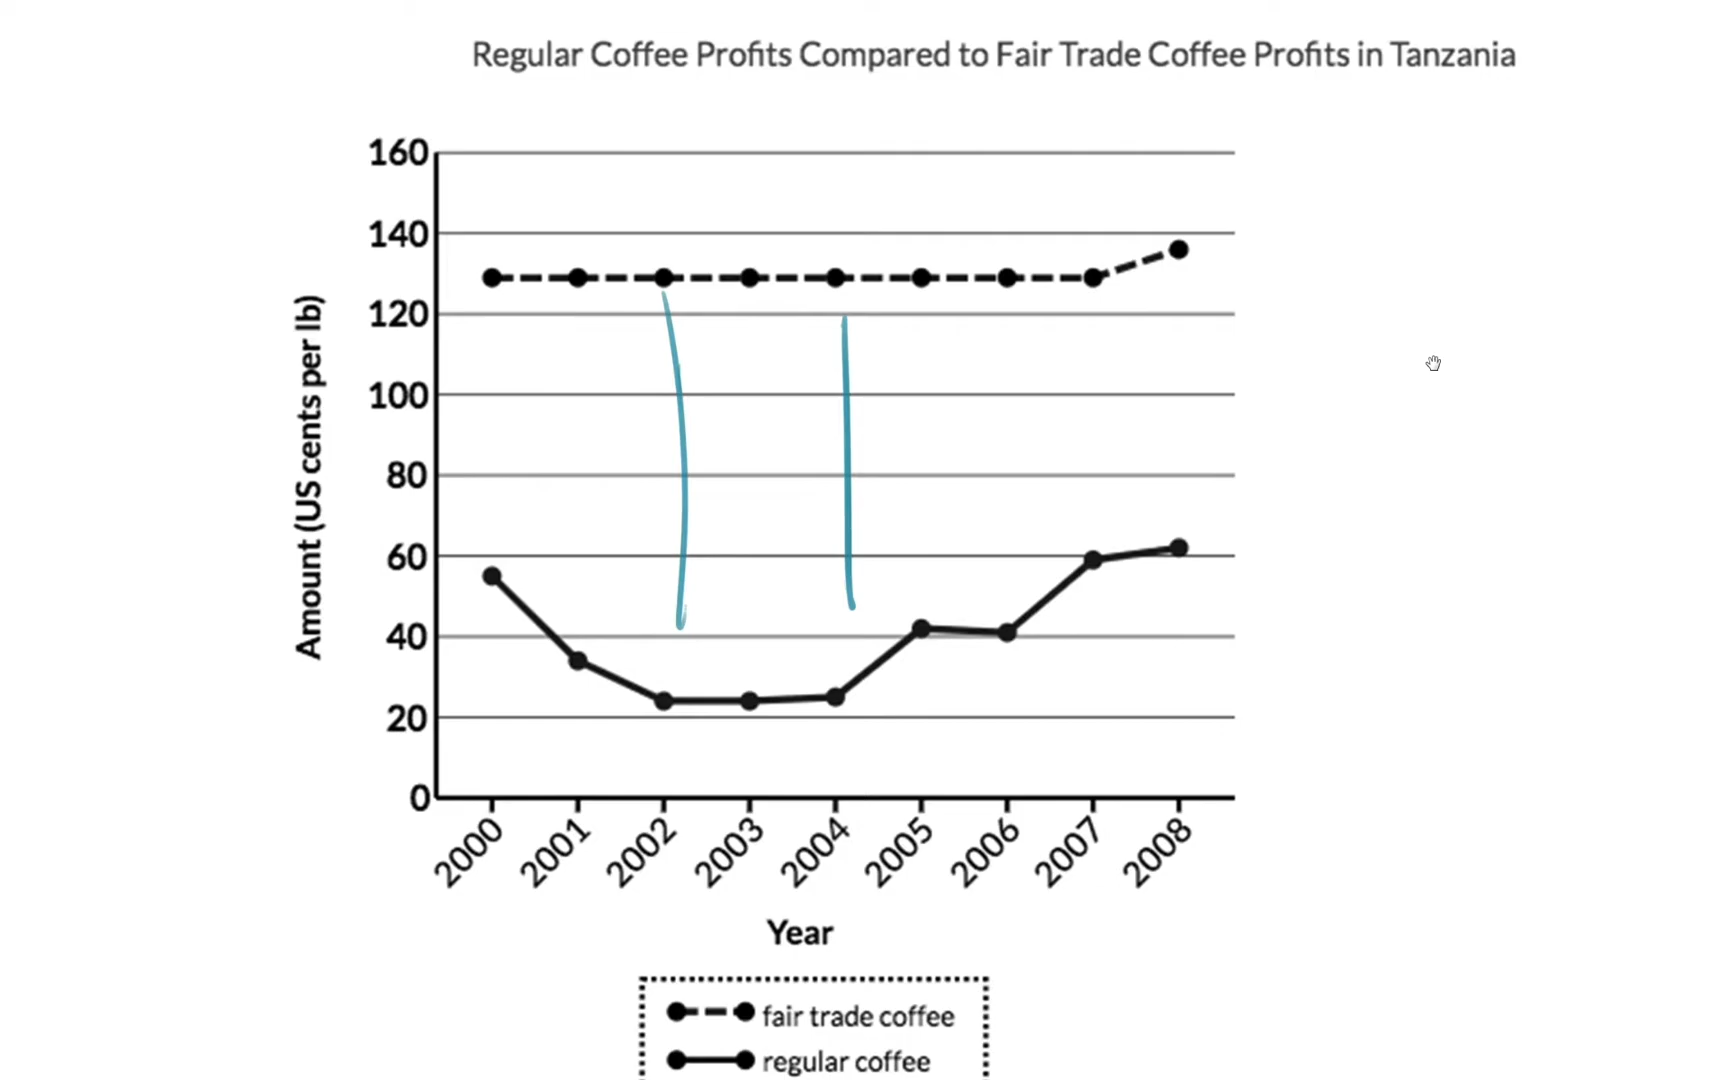 Regular Coffee Profits Compared to Fair Trade Coffee Profits in Tanzania
160
140
120
100
80
60
40
20
0
Amount (US cents per lb)
2000 2001 2002 2003 2004 2005 2006 2007 2008
Year
fair trade coffee
regular coffee